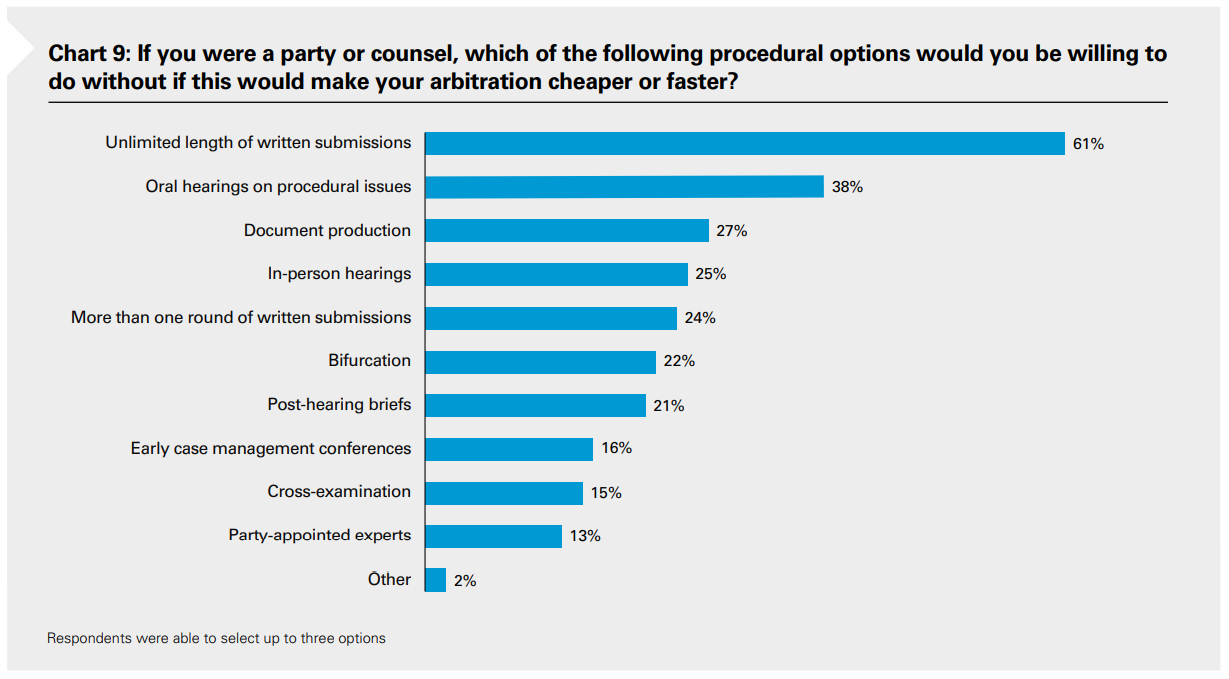 Chart 9: If you were a party or counsel, which of the following procedural options would you be willing to
do without if this would make your arbitration cheaper or faster?
Unlimited length of written submissions 61%
Oral hearings on procedural issues 38%
Document production 27%
In-person hearings 25%
More than one round of written submissions 24%
Bifurcation 22%
Post-hearing briefs 21%
Early case management conferences 16%
Cross-examination 15%
Party-appointed experts 13%
Other 2%
Respondents were able to select up to three options